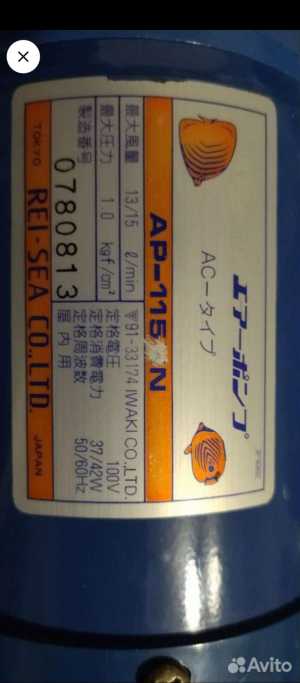 エアーポンプ
ACータイプ
AP-115 N
最大風量 13/15 ℓ/min
最大圧力 1.0 kgf/cm²
製造番号 0780813
〒91-33174 IWAKI CO.,LTD.
定格電圧 100V
定格消費電力 37/42W
定格周波数 50/60Hz
屋内用
TOKYO REI-SEA CO.,LTD. JAPAN
Avito